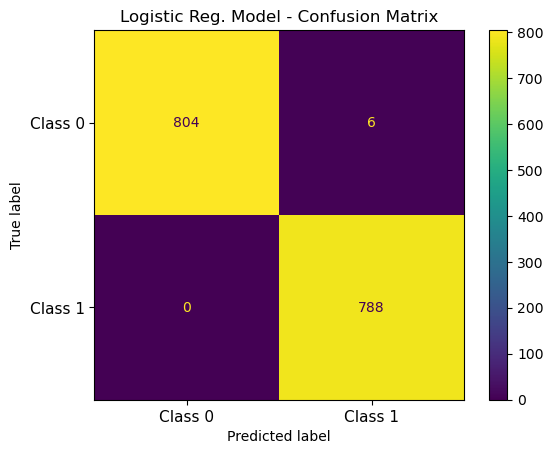 Logistic Reg. Model - Confusion Matrix
800
700
600
500
400
300
200
100
0
True label
Class 0
804
6
Class 1
0
788
Class 0
Class 1
Predicted label